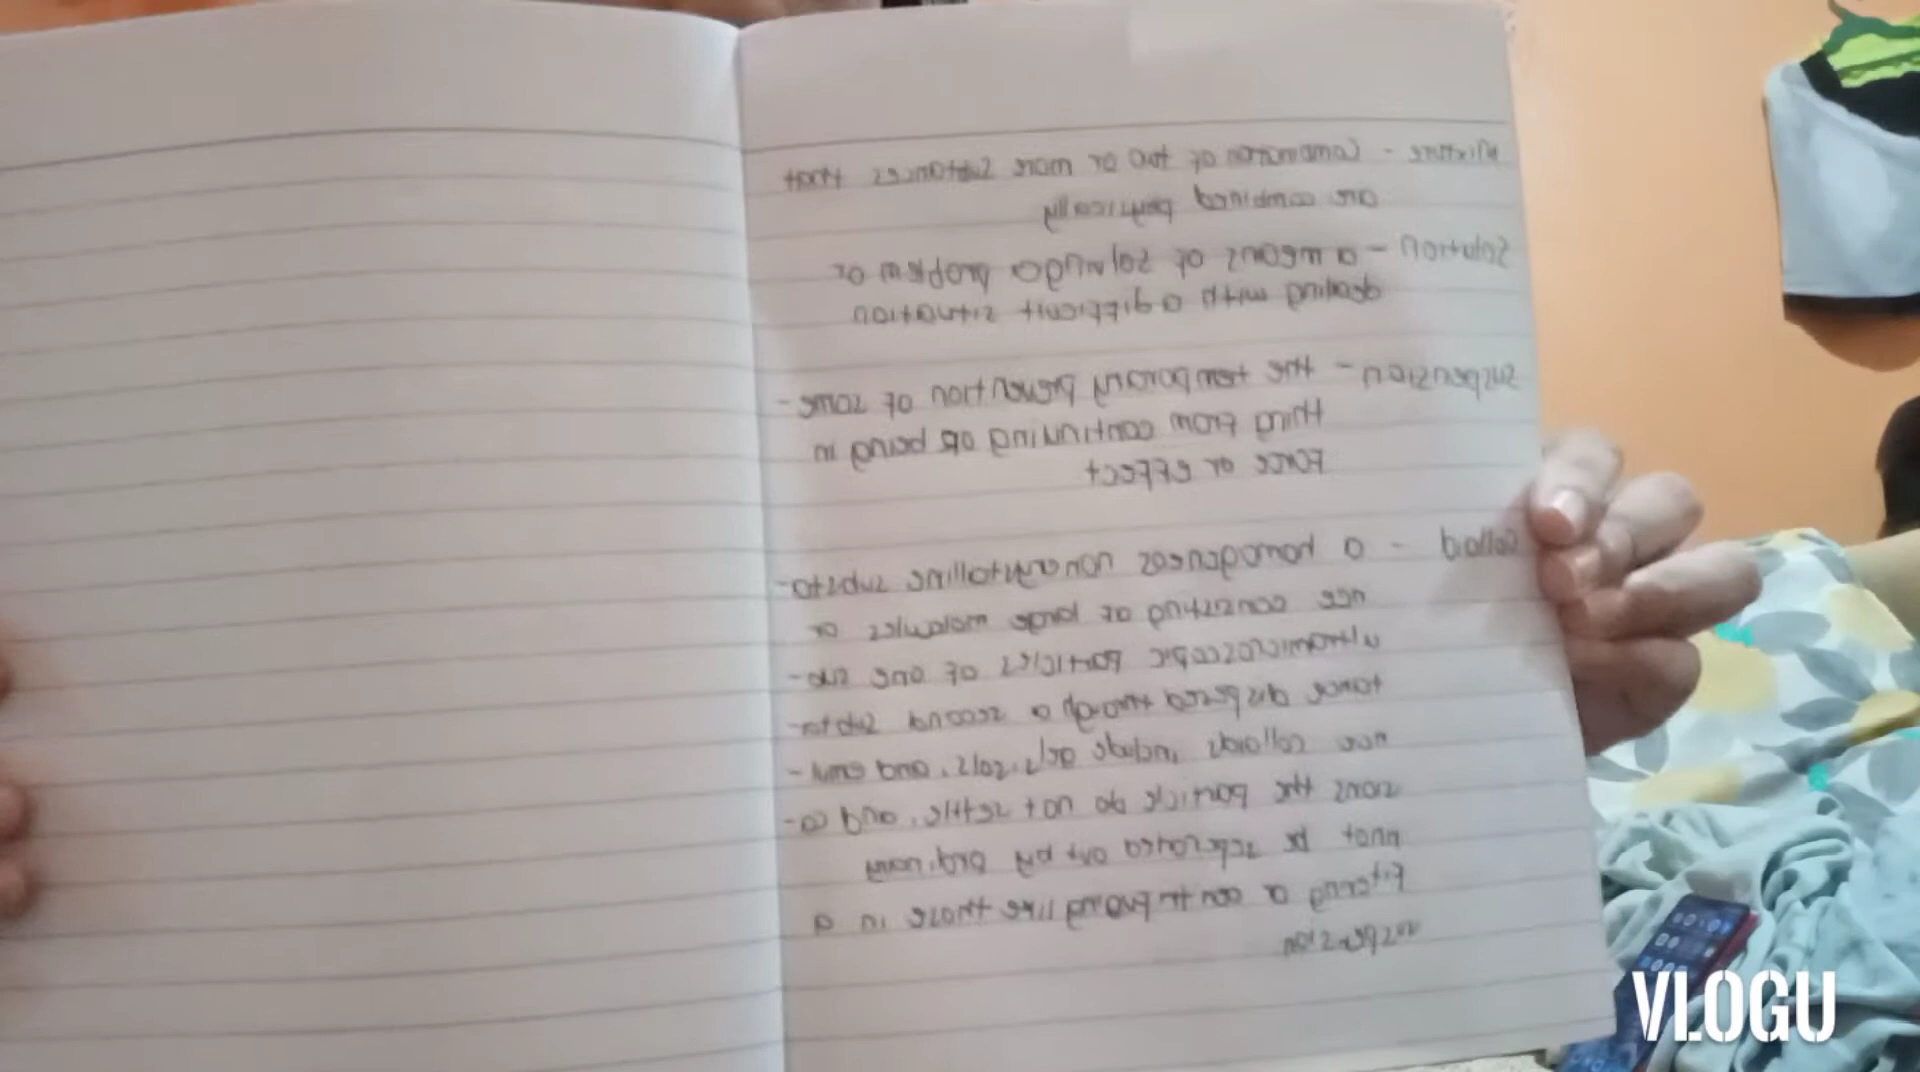 Mixture - Combination of two or more substances that
are combined physically
Solution - a means of solving a problem or
dealing with a difficult situation
suspension - the temporary prevention of some-
thing from continuing or being in
force or effect
Colloid - a homogeneous noncrystalline substa-
nce consisting of large molecules or
ultramicroscopic particles of one sub-
stance dispersed through a second substa-
nce colloids include gels, sols, and emul-
sions the particle do not settle, and ca-
nnot be separated out by ordinary
a can like those in a
suspension
VLOGU